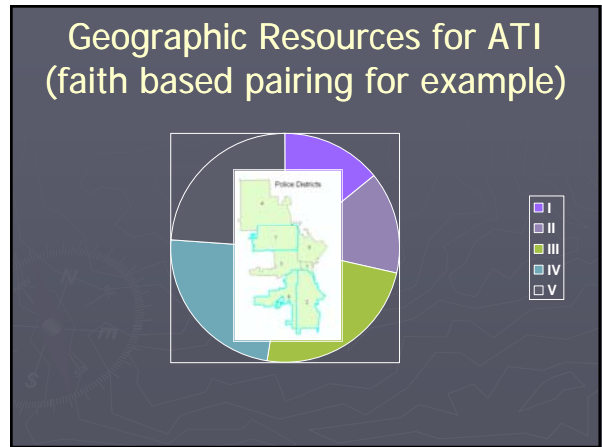 Geographic Resources for ATI
(faith based pairing for example)
Police Districts
I
II
III
IV
V
N
m
S